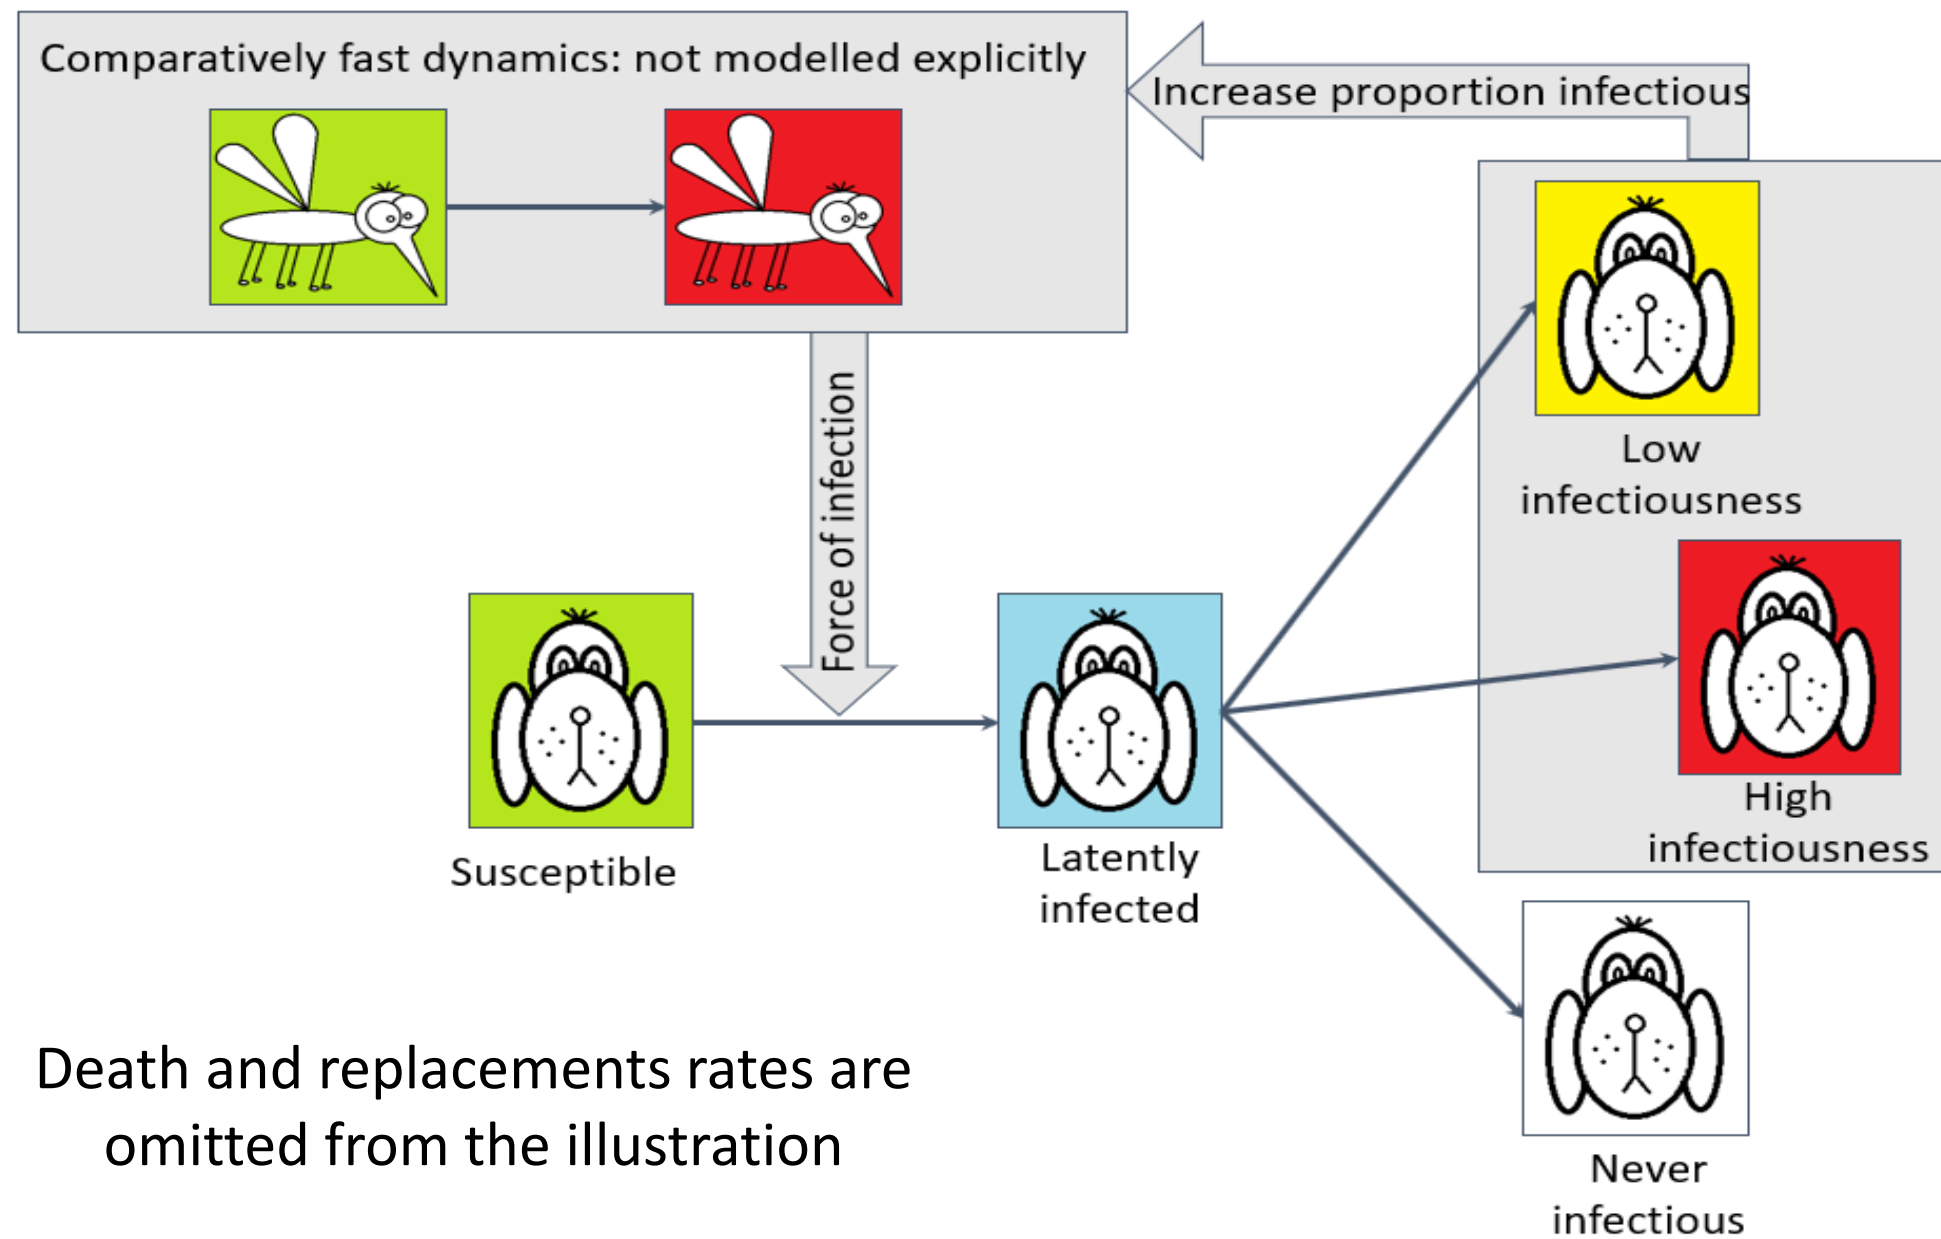 Comparatively fast dynamics: not modelled explicitly
Increase proportion infectious
Force of infection
Low
infectiousness
High
infectiousness
Susceptible
Latently
infected
Never
infectious
Death and replacements rates are
omitted from the illustration